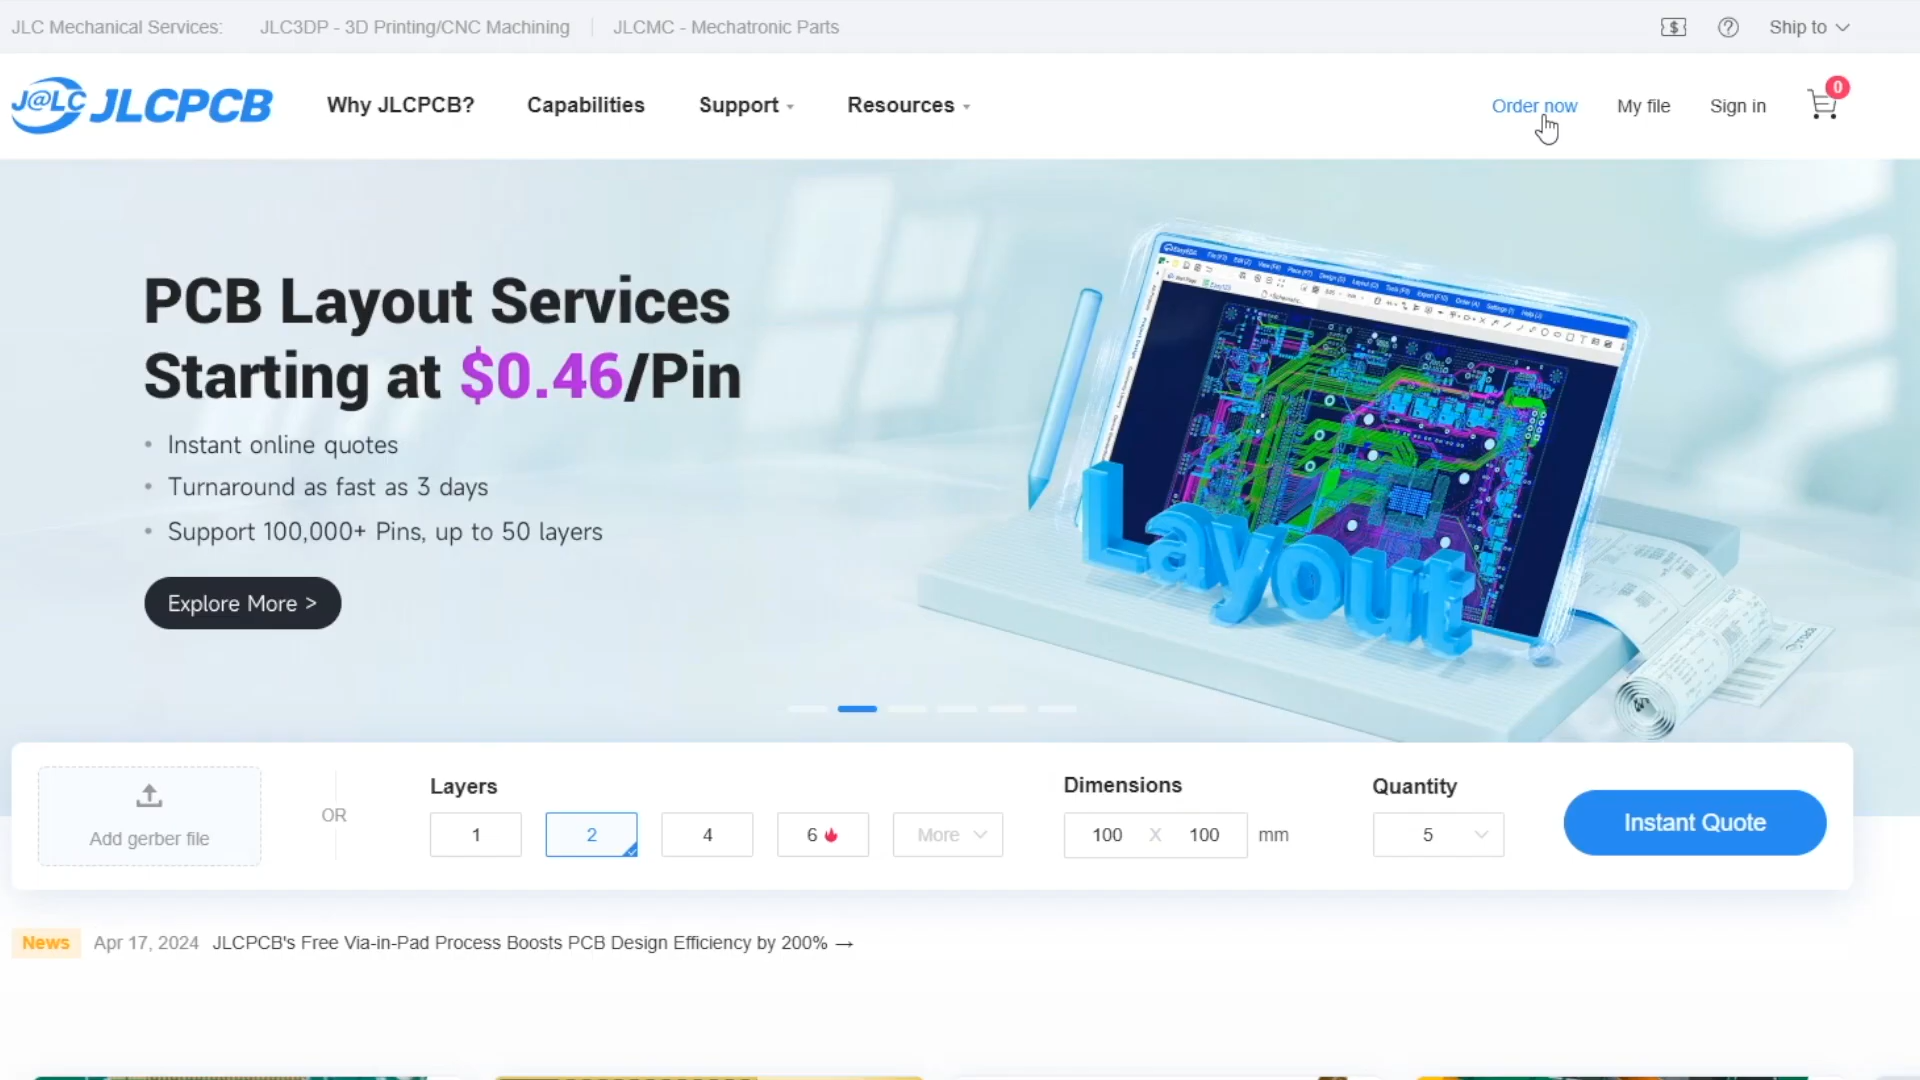 JLC Mechanical Services:
JLC3DP - 3D Printing/CNC Machining
JLCMC - Mechatronic Parts
Ship to
J@LC JLCPCB
Why JLCPCB?
Capabilities
Support
Resources
Order now
My file
Sign in
0
PCB Layout Services
Starting at $0.46/Pin
• Instant online quotes
• Turnaround as fast as 3 days
• Support 100,000+ Pins, up to 50 layers
Explore More >
EasyEDA
Layout
Add gerber file
OR
Layers
1
2
4
6
More
Dimensions
100 X 100 mm
Quantity
5
Instant Quote
News
Apr 17, 2024
JLCPCB's Free Via-in-Pad Process Boosts PCB Design Efficiency by 200% →